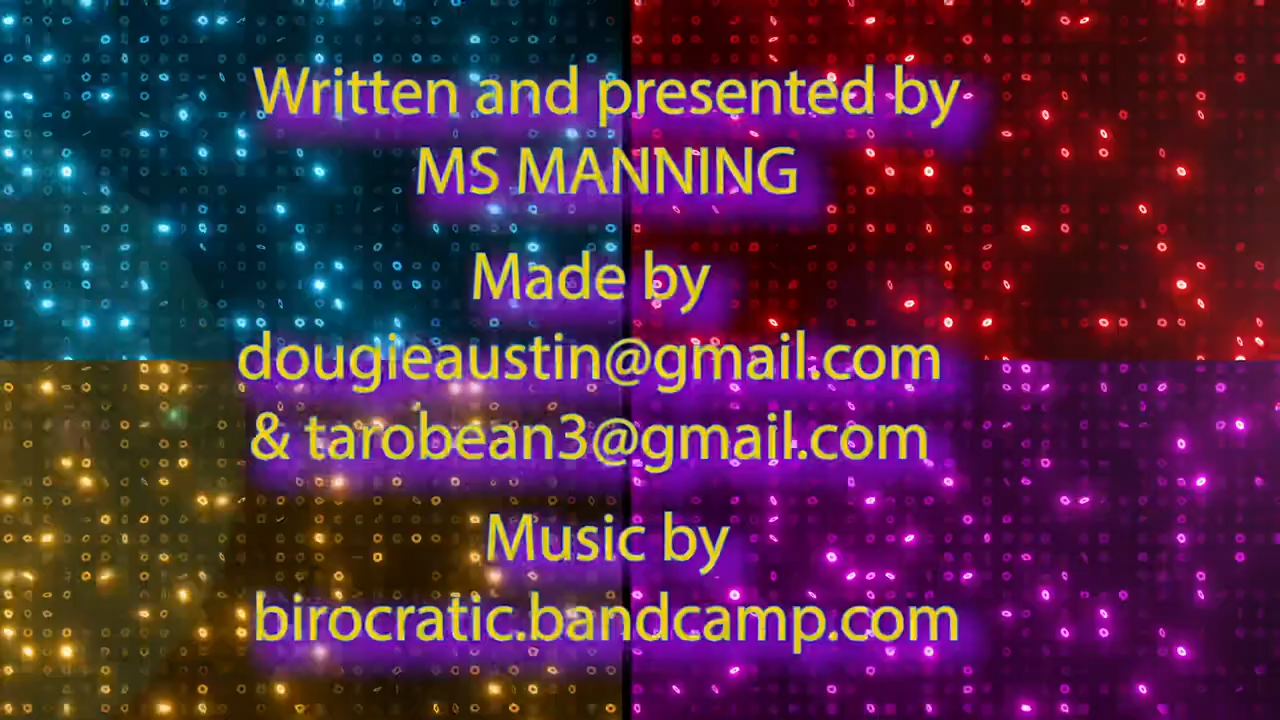 Written and presented by
MS MANNING
Made by
dougieaustin@gmail.com
& tarobean3@gmail.com
Music by
birocratic.bandcamp.com